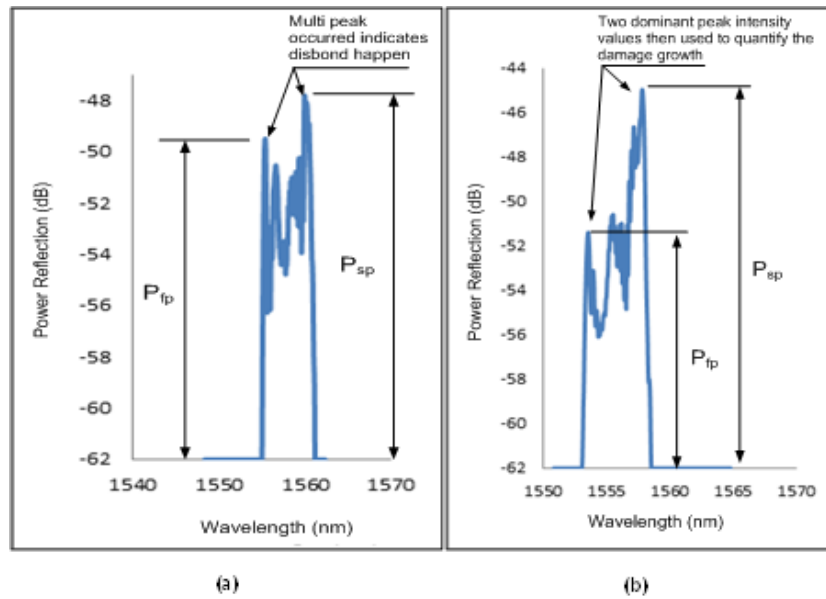 Multi peak
occurred indicates
disbond happen
-48
-50
-52
-54
-56
-58
-60
-62
Power Reflection (dB)
Pfp
Psp
1540 1550 1560 1570
Wavelength (nm)
(a)
Two dominant peak intensity
values then used to quantify the
damage growth
-44
-46
-48
-50
-52
-54
-56
-58
-60
-62
Power Reflection (dB)
Psp
Pfp
1550 1555 1560 1565 1570
Wavelength (nm)
(b)